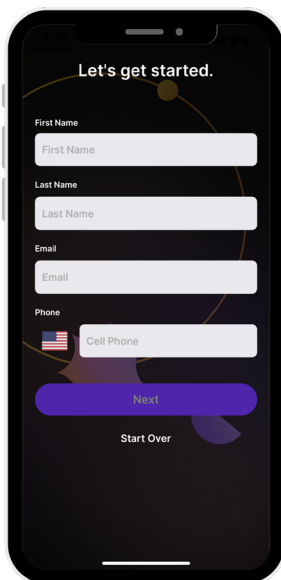 Let's get started.
First Name
First Name
Last Name
Last Name
Email
Email
Phone
Cell Phone
Next
Start Over